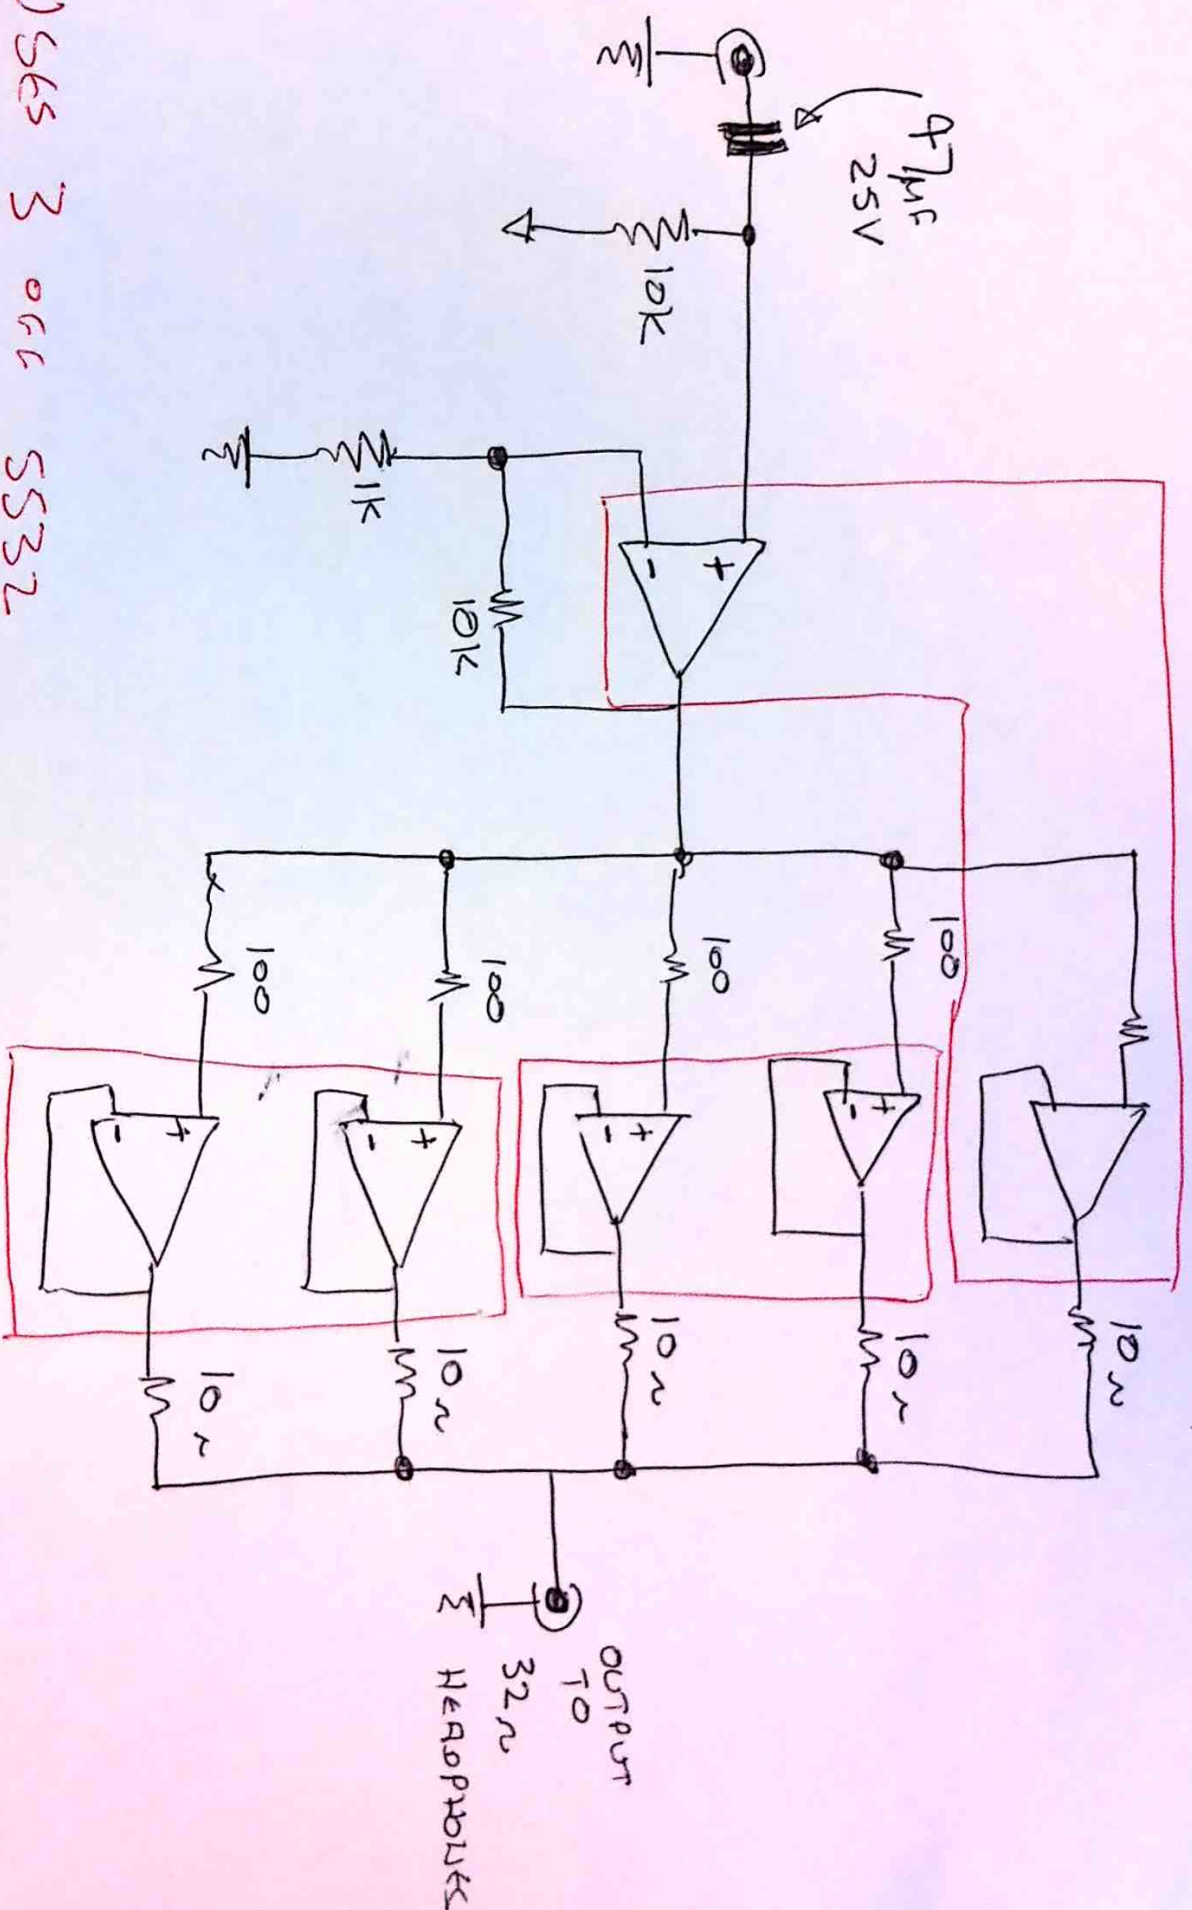 47µF
25V
10K
+
-
10K
1K
100
100
100
100
+
-
+
-
+
-
+
-
10Ω
10Ω
10Ω
10Ω
10Ω
OUTPUT
TO
32Ω
HEADPHONES
USES 3 OFF 5532